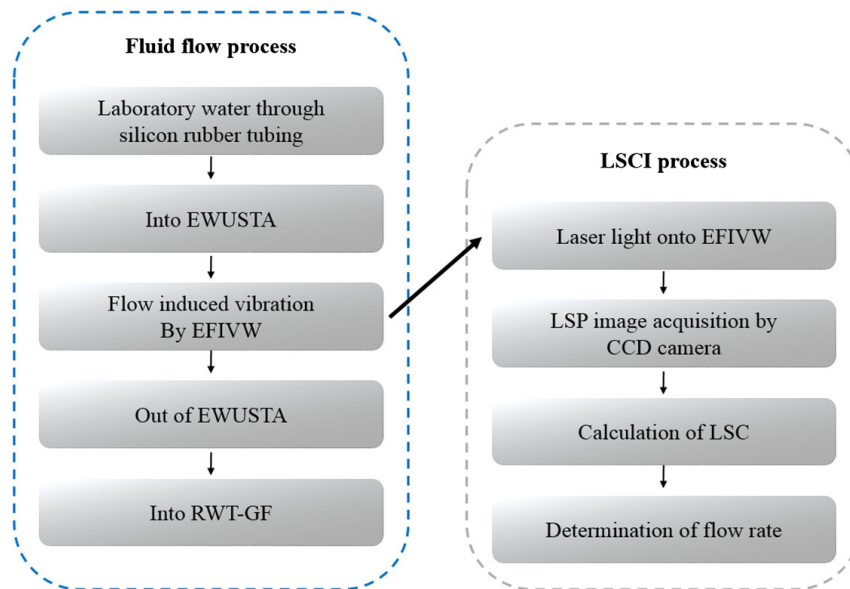 Fluid flow process
Laboratory water through
silicon rubber tubing
Into EWUSTA
Flow induced vibration
By EFIVW
Out of EWUSTA
Into RWT-GF
LSCI process
Laser light onto EFIVW
LSP image acquisition by
CCD camera
Calculation of LSC
Determination of flow rate